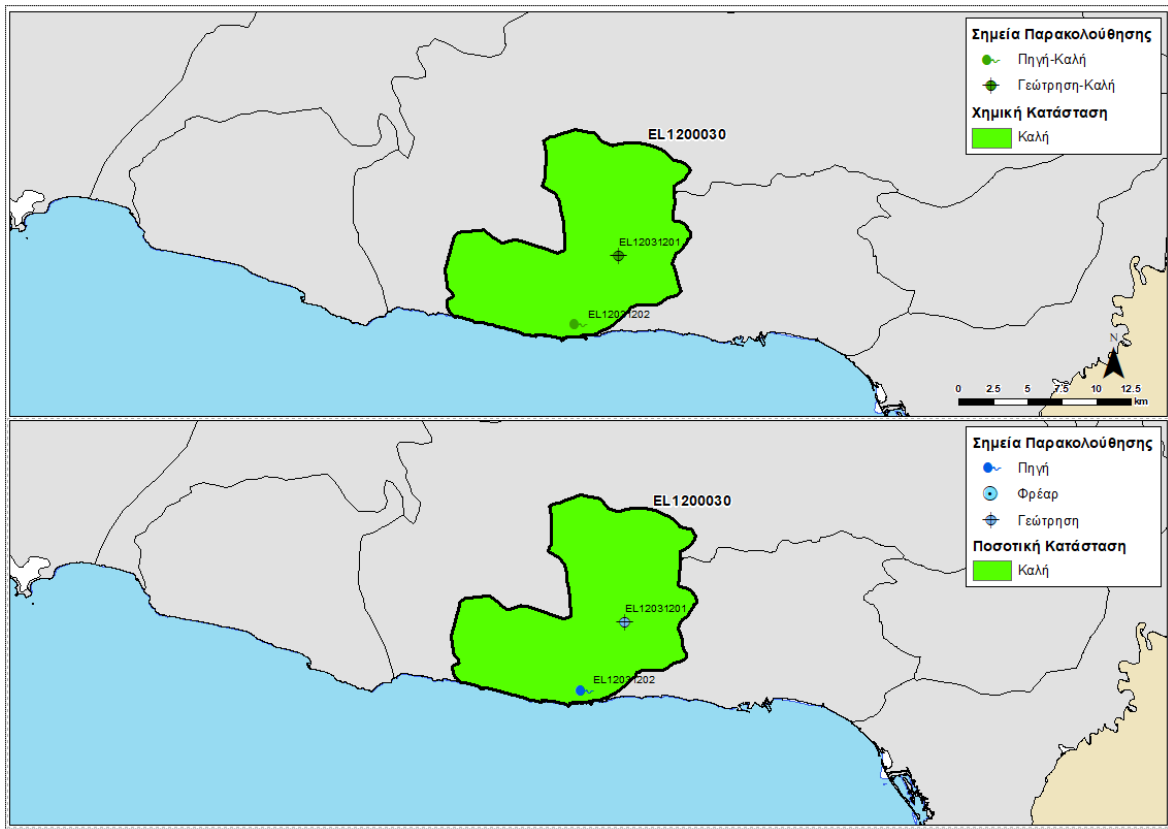 Σημεία Παρακολούθησης
Πηγή-Καλή
Γεώτρηση-Καλή
Χημική Κατάσταση
Καλή
EL1200030
EL12031201
EL12031202
N
0 2.5 5 7.5 10 12.5
km
Σημεία Παρακολούθησης
Πηγή
Φρέαρ
Γεώτρηση
Ποσοτική Κατάσταση
Καλή
EL1200030
EL12031201
EL12031202